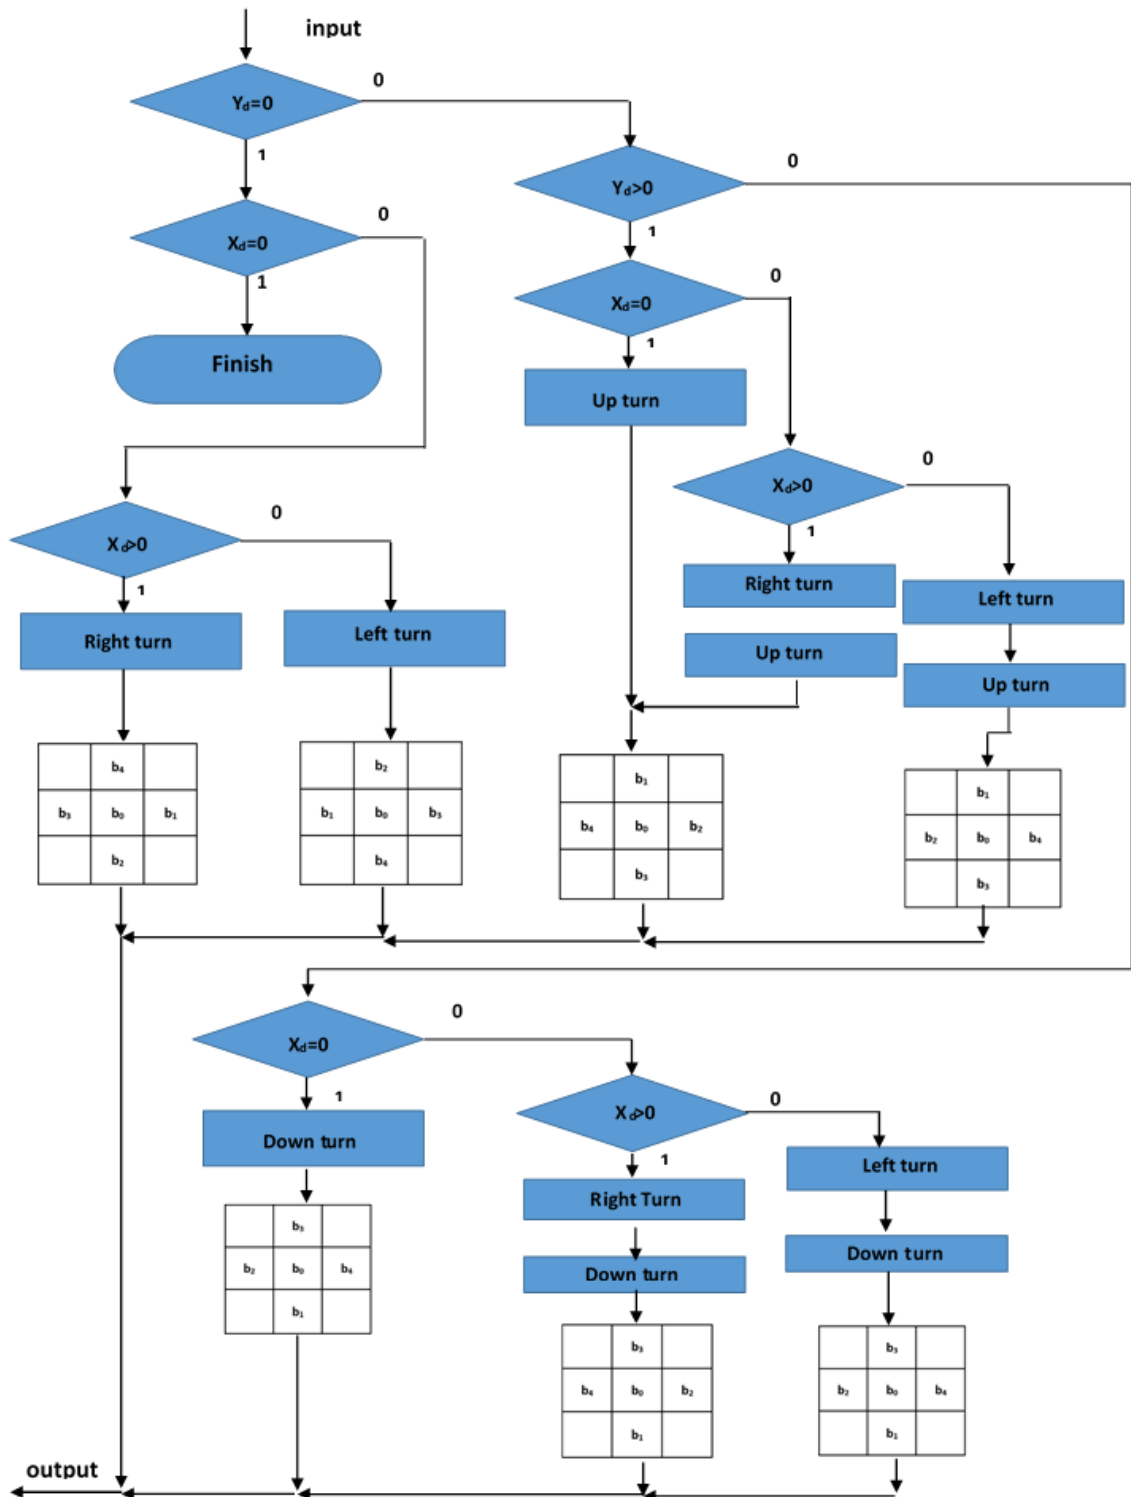 input
0
Yd=0
1
0
Yd>0
1
0
Xd=0
1
0
Xd=0
1
Finish
Up turn
0
Xd>0
1
0
Xd>0
1
Right turn
Left turn
Right turn
Left turn
Up turn
Up turn
b4
b3 b0 b1
b2
b2
b1 b0 b3
b4
b1
b4 b0 b2
b3
b1
b2 b0 b4
b3
0
Xd=0
1
0
Xd>0
1
Down turn
Left turn
Right Turn
Down turn
Down turn
b3
b2 b0 b4
b1
b3
b4 b0 b2
b1
b3
b2 b0 b4
b1
output